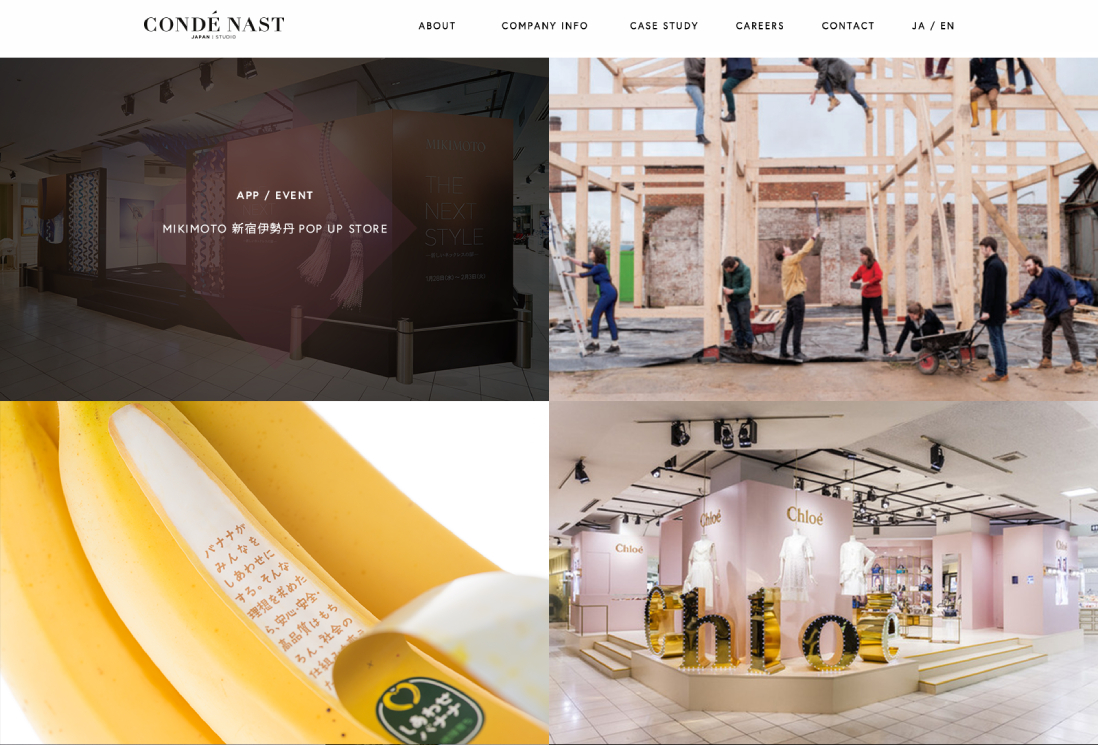 CONDÉ NAST
JAPAN | STUDIO
ABOUT
COMPANY INFO
CASE STUDY
CAREERS
CONTACT
JA / EN
MIKIMOTO
THE
NEXT
STYLE
APP / EVENT
MIKIMOTO 新宿伊勢丹 POP UP STORE
バナナが
みんなを
しあわせに
する。そんな
理想を求めた
ら、安心・安全、
高品質はもち
ろん、社会の
しあわせ
バナナ
Chloé
Chloé
Chloé
Chloé
Chloé